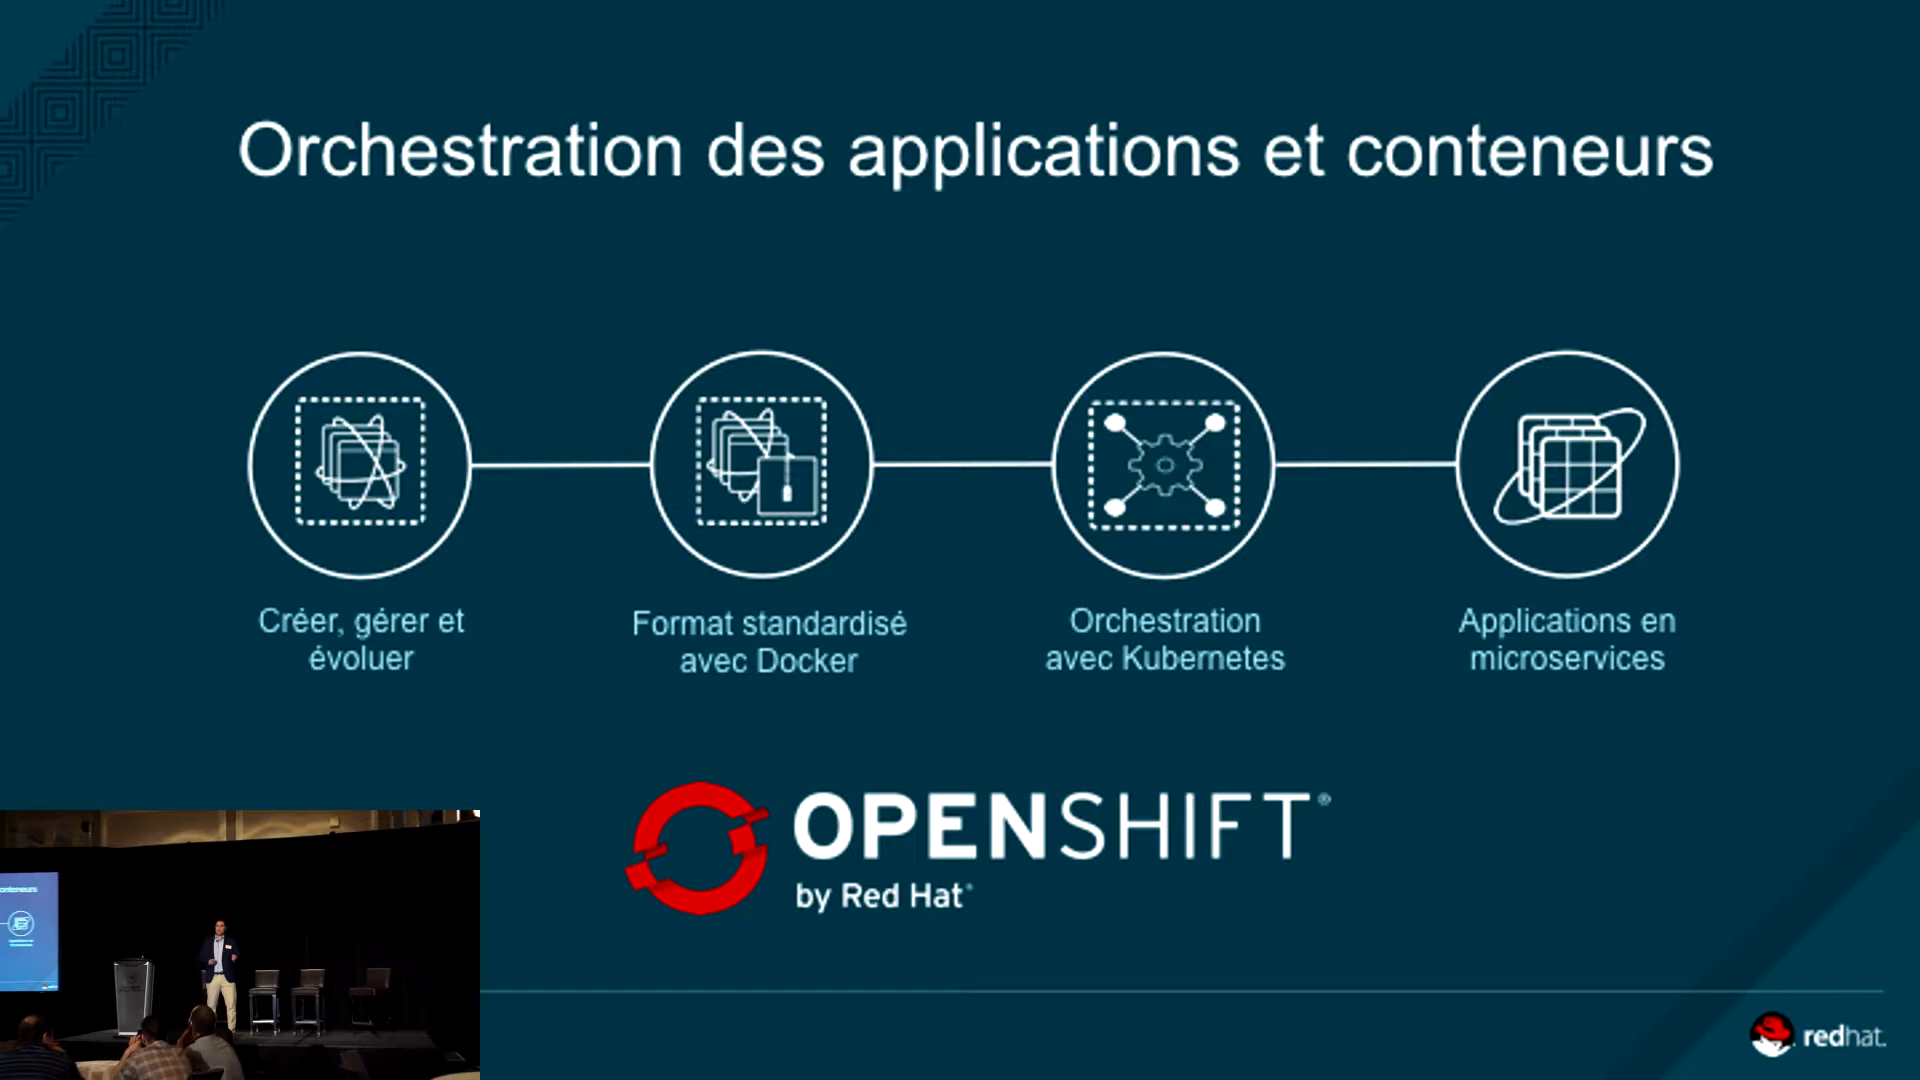 Orchestration des applications et conteneurs
Créer, gérer et
évoluer
Format standardisé
avec Docker
Orchestration
avec Kubernetes
Applications en
microservices
OPENSHIFT®
by Red Hat®
redhat.